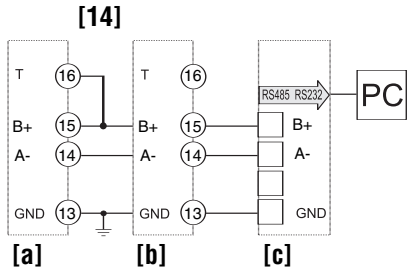 [14]
T 16 T 16
RS485 RS232 PC
B+ 15 B+ 15 B+
A- 14 A- 14 A-
GND 13 GND 13 GND
[a] [b] [c]